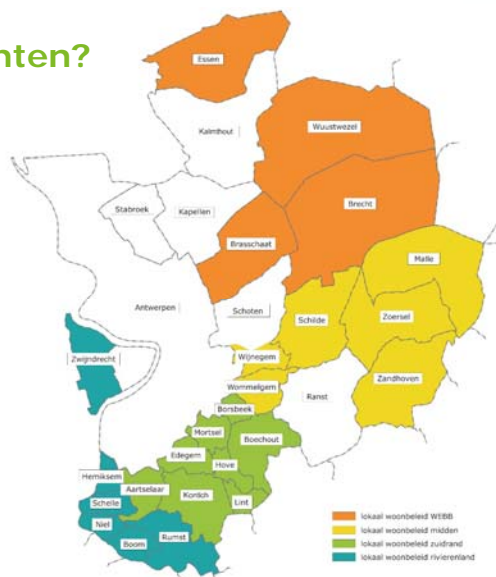 nten?
Essen
Kalmhout
Wuustwezel
Stabroek
Kapellen
Brecht
Brasschaat
Malle
Antwerpen
Schoten
Schilde
Zoersel
Zwijndrecht
Wijnegem
Zandhoven
Wommelgem
Ranst
Borsbeek
Mortsel
Boechout
Edegem
Hove
Hemiksem
Aartselaar
Kontich
Lint
Schelle
Niel
Rumst
Boom
lokaal woonbeleid WEBB
lokaal woonbeleid midden
lokaal woonbeleid zuidrand
lokaal woonbeleid rivierenland